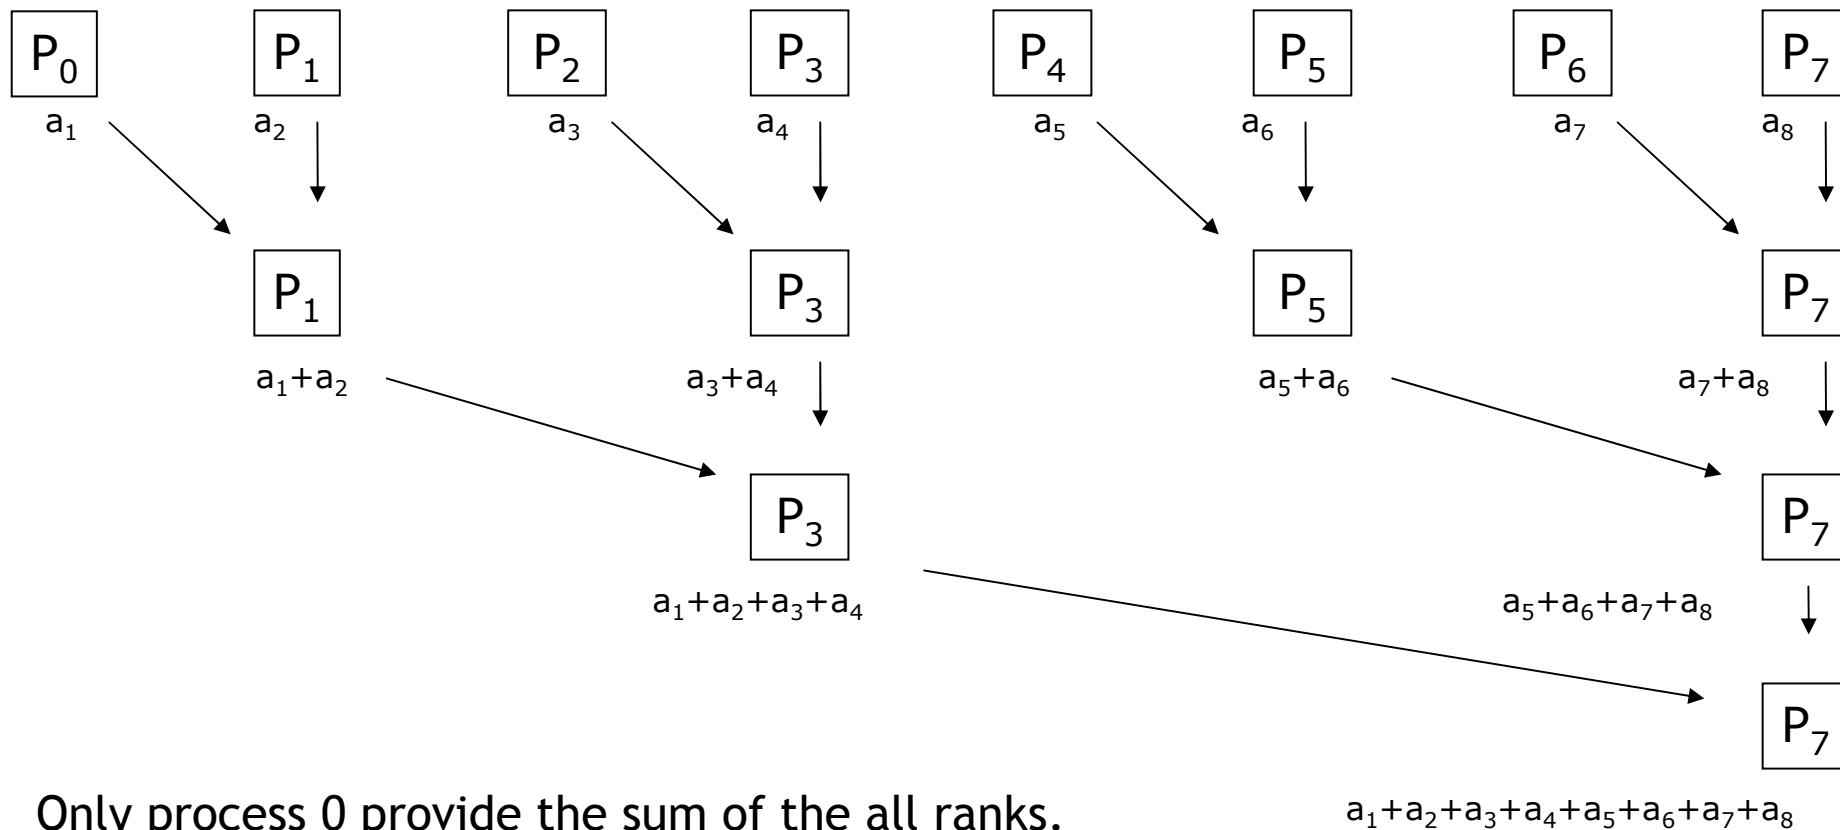 P₀ P₁ P₂ P₃ P₄ P₅ P₆ P₇
a₁ a₂ a₃ a₄ a₅ a₆ a₇ a₈
P₁ P₃ P₅ P₇
a₁+a₂ a₃+a₄ a₅+a₆ a₇+a₈
P₃ P₇
a₁+a₂+a₃+a₄ a₅+a₆+a₇+a₈
P₇
Only process 0 provide the sum of the all ranks.
a₁+a₂+a₃+a₄+a₅+a₆+a₇+a₈